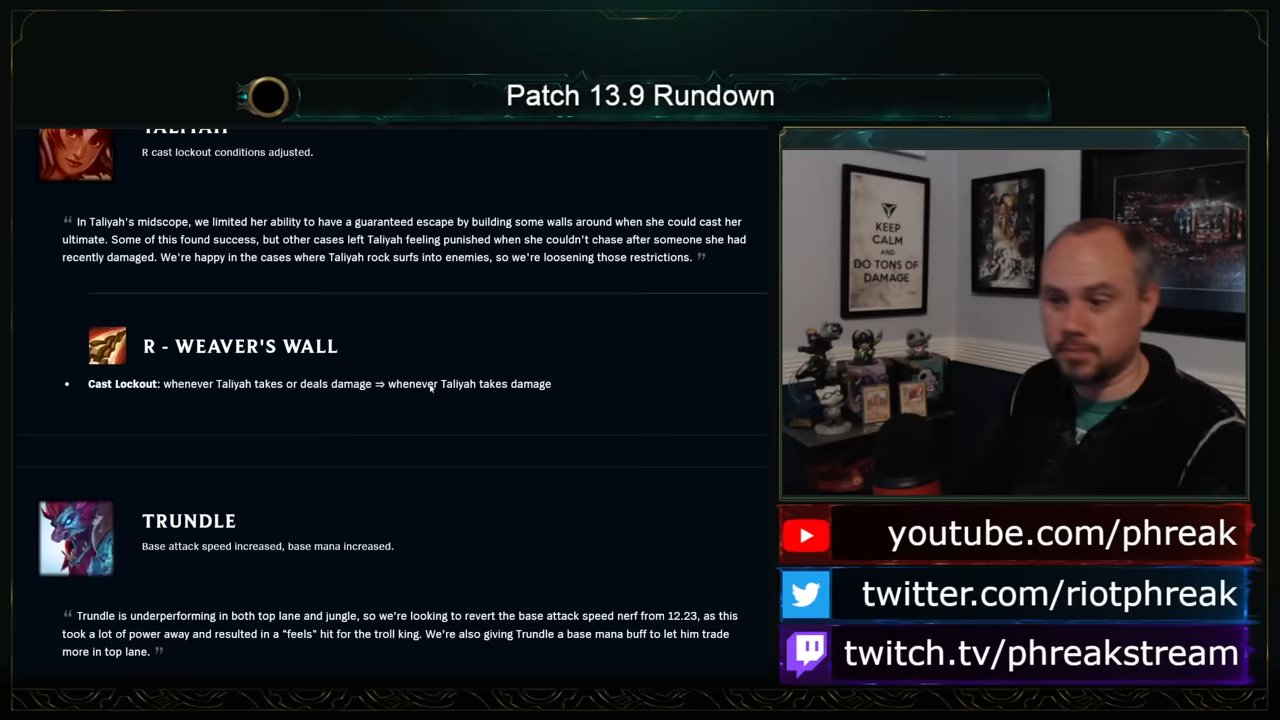 Patch 13.9 Rundown
TALIYAH
R cast lockout conditions adjusted.
“ In Taliyah's midscope, we limited her ability to have a guaranteed escape by building some walls around when she could cast her
ultimate. Some of this found success, but other cases left Taliyah feeling punished when she couldn't chase after someone she had
recently damaged. We're happy in the cases where Taliyah rock surfs into enemies, so we're loosening those restrictions. ”
R - WEAVER'S WALL
• Cast Lockout: whenever Taliyah takes or deals damage ⇒ whenever Taliyah takes damage
TRUNDLE
Base attack speed increased, base mana increased.
“ Trundle is underperforming in both top lane and jungle, so we're looking to revert the base attack speed nerf from 12.23, as this
took a lot of power away and resulted in a “feels” hit for the troll king. We're also giving Trundle a base mana buff to let him trade
more in top lane. ”
KEEP
CALM
AND
DO TONS OF
DAMAGE
youtube.com/phreak
twitter.com/riotphreak
twitch.tv/phreakstream